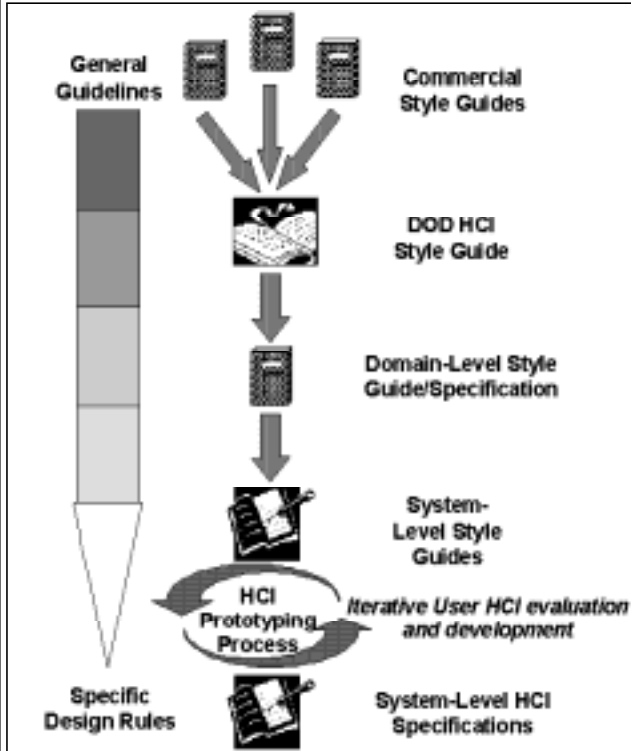 General
Guidelines
Commercial
Style Guides
DOD HCI
Style Guide
Domain-Level Style
Guide/Specification
System-
Level Style
Guides
HCI
Prototyping
Process
Iterative User HCI evaluation
and development
Specific
Design Rules
System-Level HCI
Specifications